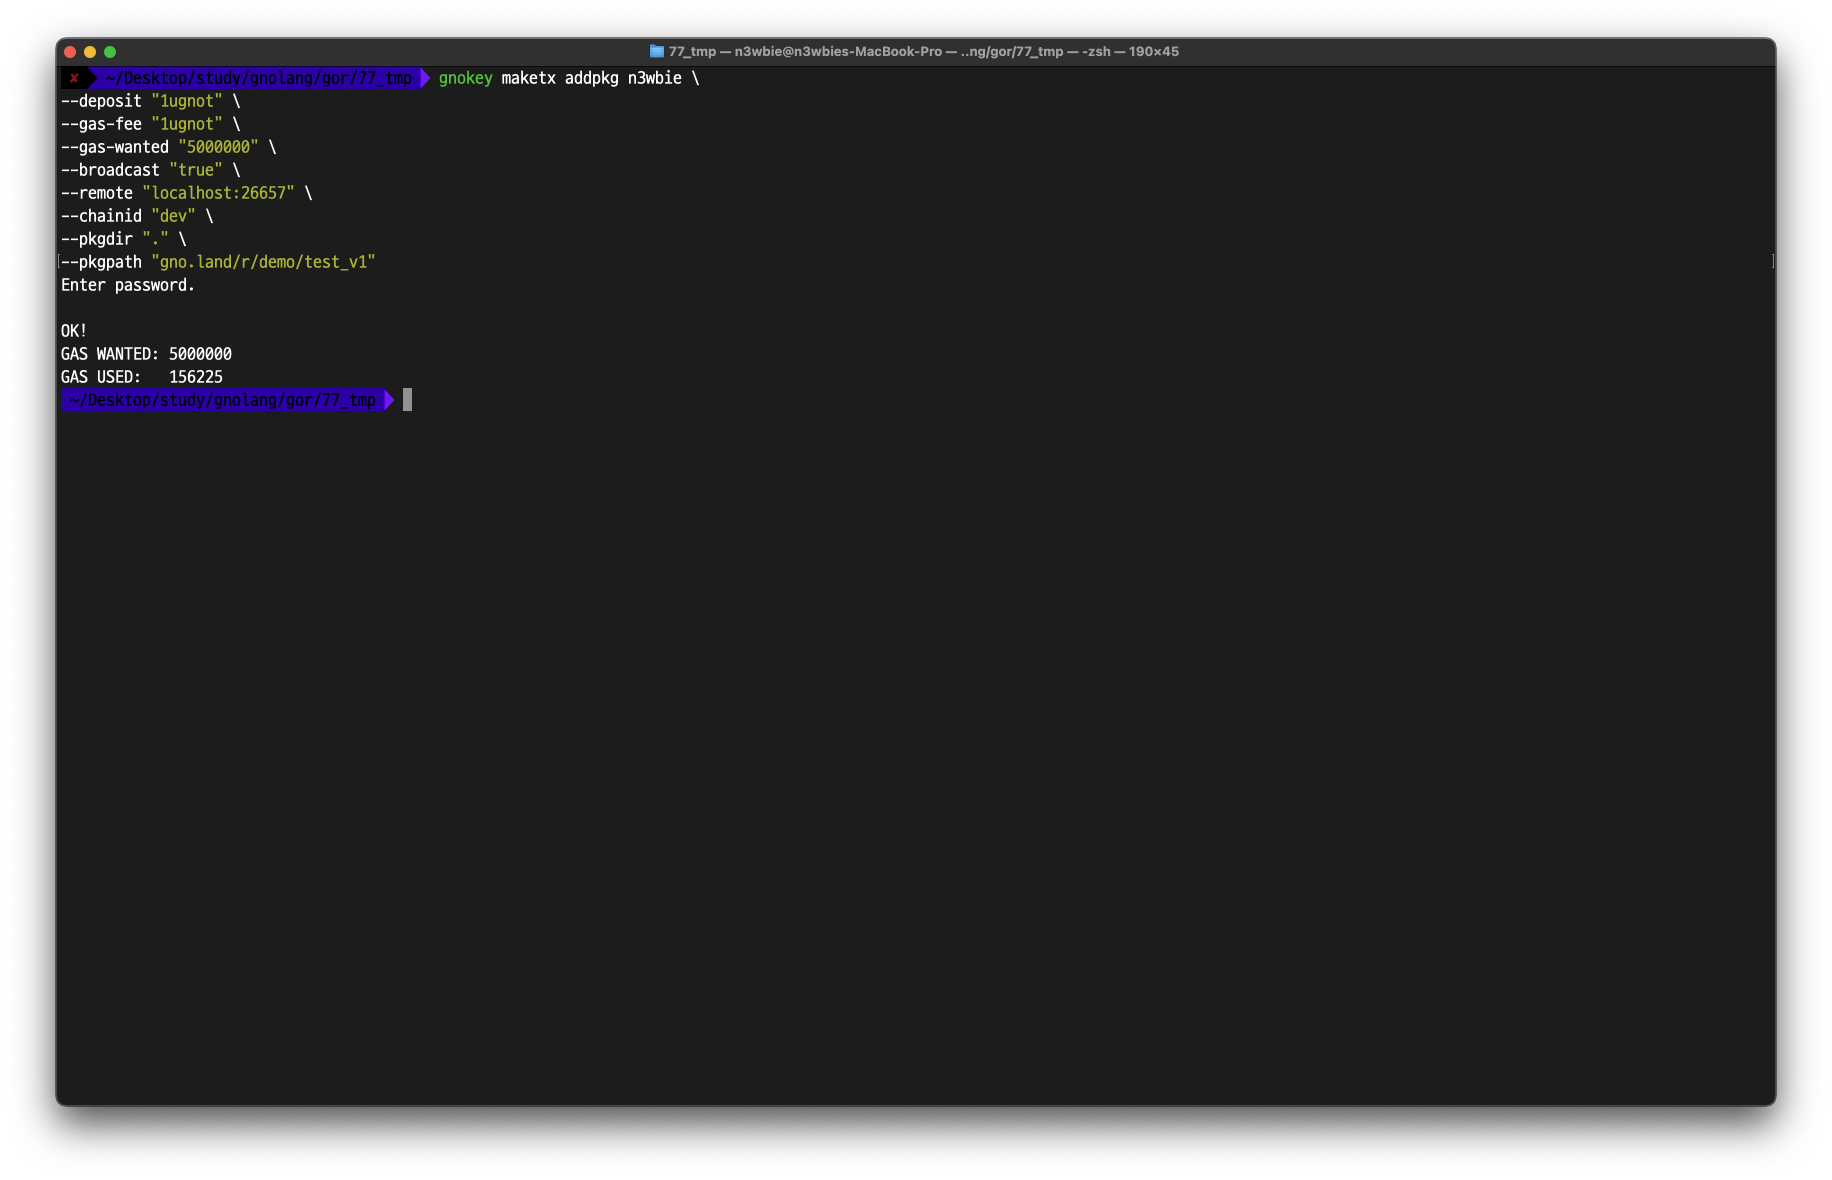 77_tmp — n3wbie@n3wbies-MacBook-Pro — ..ng/gor/77_tmp — -zsh — 190×45
✘ ~/Desktop/study/gnolang/gor/77_tmp gnokey maketx addpkg n3wbie \
--deposit "1ugnot" \
--gas-fee "1ugnot" \
--gas-wanted "5000000" \
--broadcast "true" \
--remote "localhost:26657" \
--chainid "dev" \
--pkgdir "." \
--pkgpath "gno.land/r/demo/test_v1"
Enter password.
OK!
GAS WANTED: 5000000
GAS USED:   156225
~/Desktop/study/gnolang/gor/77_tmp